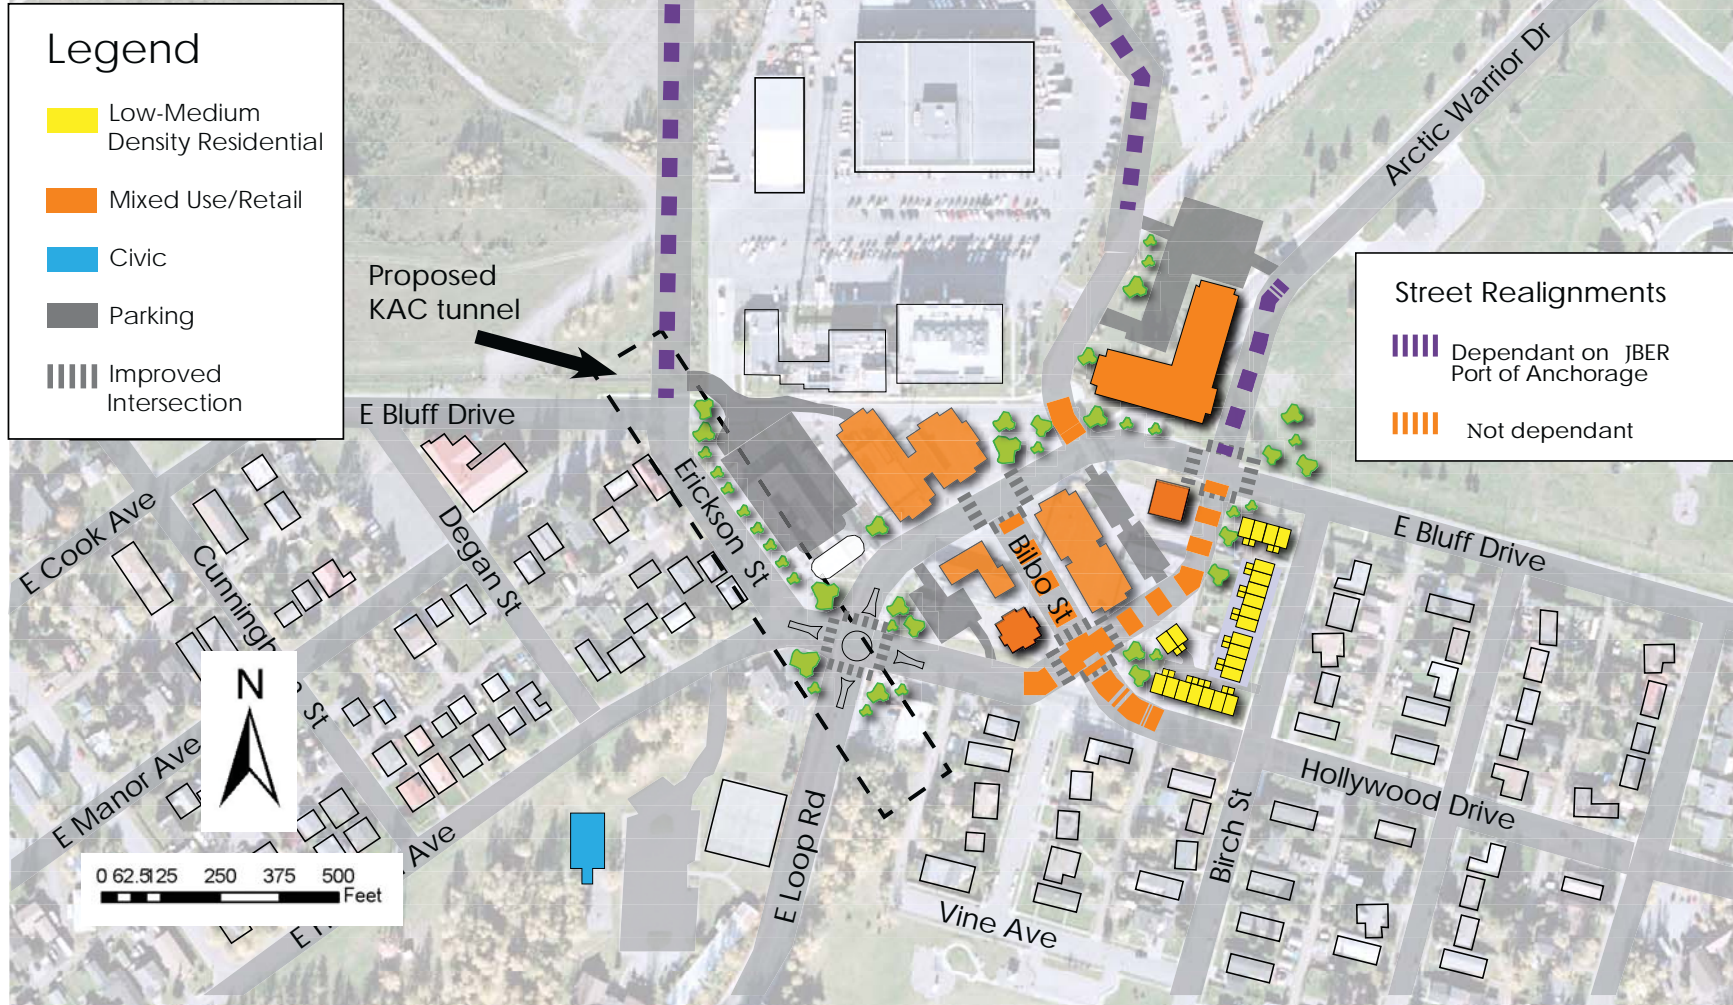 Legend
Low-Medium
Density Residential
Mixed Use/Retail
Civic
Parking
Improved
Intersection
Proposed
KAC tunnel
Arctic Warrior Dr
Street Realignments
Dependant on JBER
Port of Anchorage
Not dependant
E Bluff Drive
E Cook Ave
Cunningh
St
Degan St
Erickson St
Bilbo St
E Bluff Drive
N
E Manor Ave
Ave
Hollywood Drive
Birch St
E Loop Rd
Vine Ave
0 62.5125 250 375 500
Feet